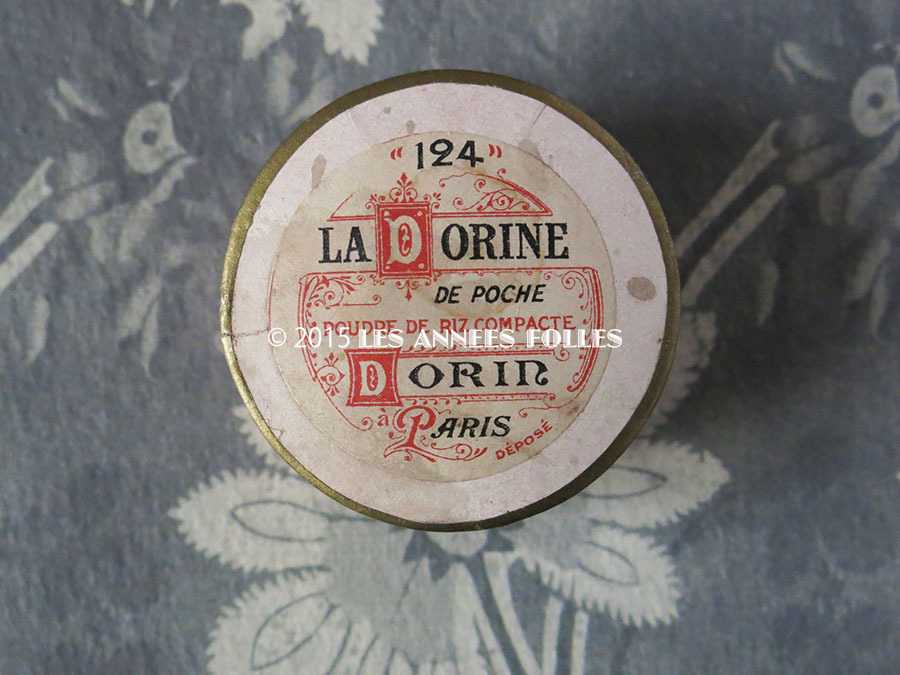 "124"
LA DORINE
DE POCHE
POUDRE DE RIZ COMPACTE
© 2015 LES ANNEES FOLLES
DORIN
à PARIS
DÉPOSÉ